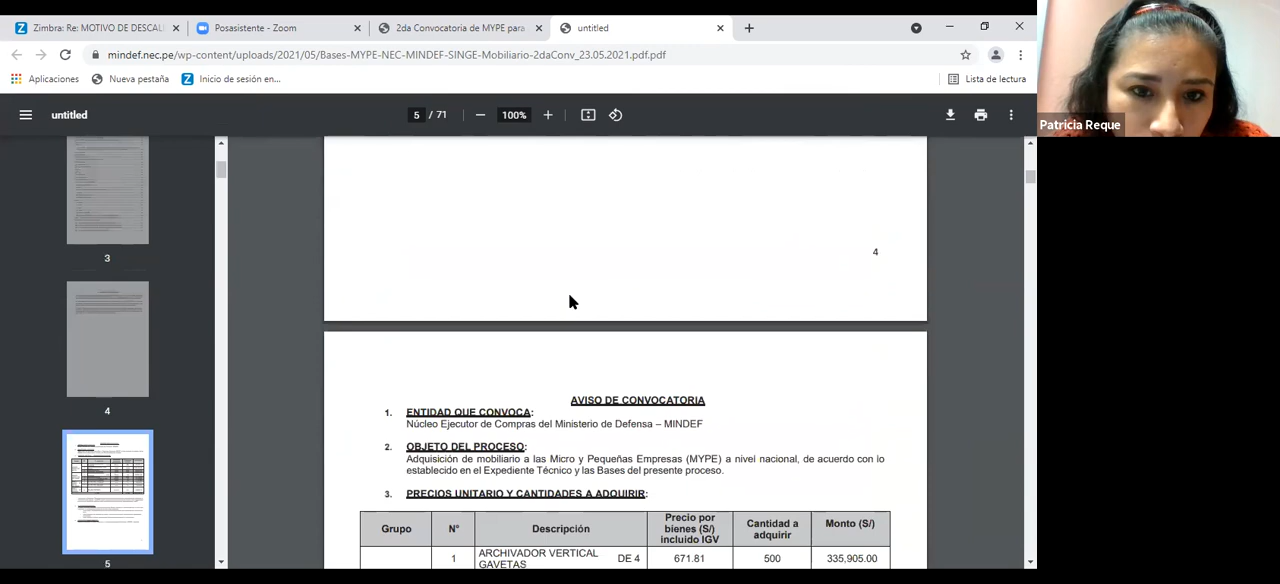 Zimbra: Re: MOTIVO DE DESCALI
Posasistente - Zoom
2da Convocatoria de MYPE para
untitled
mindef.nec.pe/wp-content/uploads/2021/05/Bases-MYPE-NEC-MINDEF-SINGE-Mobiliario-2daConv_23.05.2021.pdf.pdf
Aplicaciones
Nueva pestaña
Inicio de sesión en...
Lista de lectura
untitled
5 / 71
100%
Patricia Reque
3
4
5
4
AVISO DE CONVOCATORIA
1. ENTIDAD QUE CONVOCA:
Núcleo Ejecutor de Compras del Ministerio de Defensa – MINDEF
2. OBJETO DEL PROCESO:
Adquisición de mobiliario a las Micro y Pequeñas Empresas (MYPE) a nivel nacional, de acuerdo con lo
establecido en el Expediente Técnico y las Bases del presente proceso.
3. PRECIOS UNITARIO Y CANTIDADES A ADQUIRIR:
Grupo N° Descripción Precio por bienes (S/) incluido IGV Cantidad a adquirir Monto (S/)
1 ARCHIVADOR VERTICAL DE 4 GAVETAS 671.81 500 335,905.00